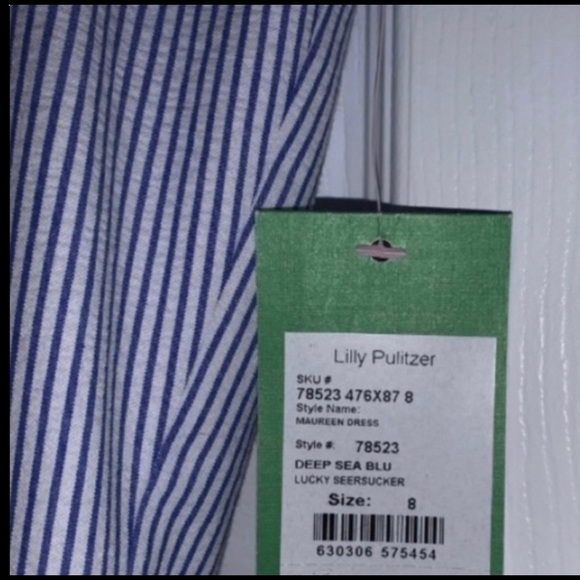 Lilly Pulitzer
SKU #
78523 476X87 8
Style Name:
MAUREEN DRESS
Style #: 78523
DEEP SEA BLU
LUCKY SEERSUCKER
Size: 8
630306 575454